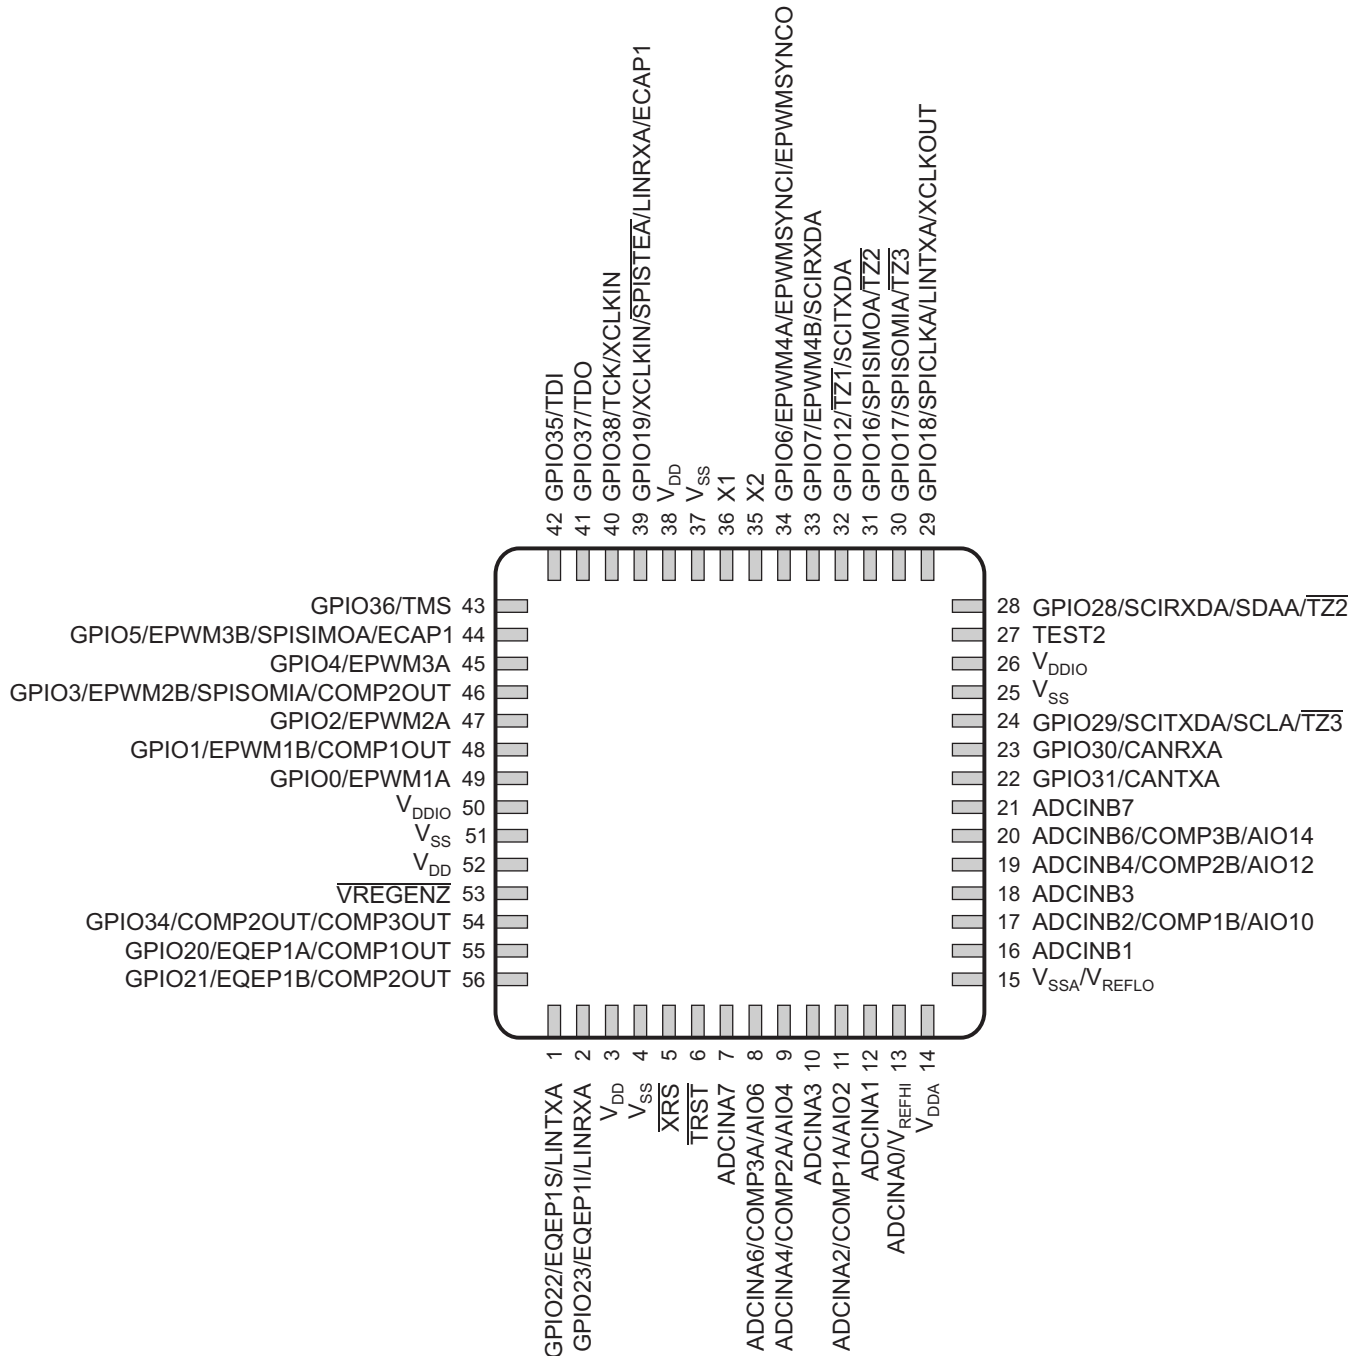 42 GPIO35/TDI
41 GPIO37/TDO
40 GPIO38/TCK/XCLKIN
39 GPIO19/XCLKIN/SPISTEA/LINRXA/ECAP1
38 VDD
37 VSS
36 X1
35 X2
34 GPIO6/EPWM4A/EPWMSYNCI/EPWMSYNCO
33 GPIO7/EPWM4B/SCIRXDA
32 GPIO12/TZ1/SCITXDA
31 GPIO16/SPISIMOA/TZ2
30 GPIO17/SPISOMIA/TZ3
29 GPIO18/SPICLKA/LINTXA/XCLKOUT
GPIO36/TMS 43
GPIO5/EPWM3B/SPISIMOA/ECAP1 44
GPIO4/EPWM3A 45
GPIO3/EPWM2B/SPISOMIA/COMP2OUT 46
GPIO2/EPWM2A 47
GPIO1/EPWM1B/COMP1OUT 48
GPIO0/EPWM1A 49
VDDIO 50
VSS 51
VDD 52
VREGENZ 53
GPIO34/COMP2OUT/COMP3OUT 54
GPIO20/EQEP1A/COMP1OUT 55
GPIO21/EQEP1B/COMP2OUT 56
28 GPIO28/SCIRXDA/SDAA/TZ2
27 TEST2
26 VDDIO
25 VSS
24 GPIO29/SCITXDA/SCLA/TZ3
23 GPIO30/CANRXA
22 GPIO31/CANTXA
21 ADCINB7
20 ADCINB6/COMP3B/AIO14
19 ADCINB4/COMP2B/AIO12
18 ADCINB3
17 ADCINB2/COMP1B/AIO10
16 ADCINB1
15 VSSA/VREFLO
GPIO22/EQEP1S/LINTXA 1
GPIO23/EQEP1I/LINRXA 2
VDD 3
VSS 4
XRS 5
TRST 6
ADCINA7 7
ADCINA6/COMP3A/AIO6 8
ADCINA4/COMP2A/AIO4 9
ADCINA3 10
ADCINA2/COMP1A/AIO2 11
ADCINA1 12
ADCINA0/VREFHI 13
VDDA 14